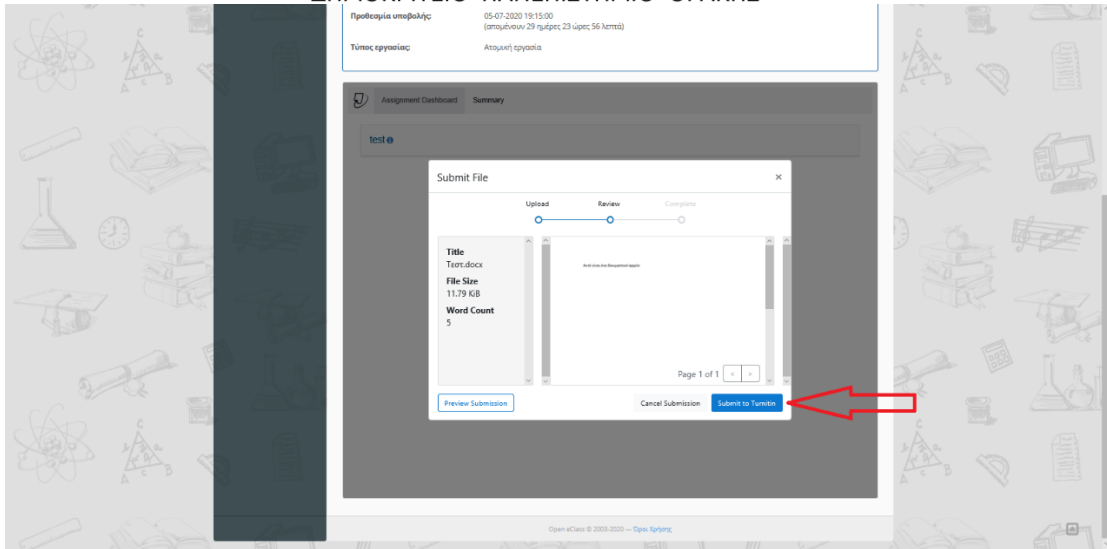 Προθεσμία υποβολής: 05-07-2020 19:15:00
(απομένουν 29 ημέρες 23 ώρες 56 λεπτά)
Τύπος εργασίας: Ατομική εργασία
Assignment Dashboard Summary
test
Submit File ×
Upload Review Complete
Title
Τεστ.docx
File Size
11.79 KiB
Word Count
5
Page 1 of 1 < >
Preview Submission Cancel Submission Submit to Turnitin
Open eClass © 2003-2020 — Όροι Χρήσης